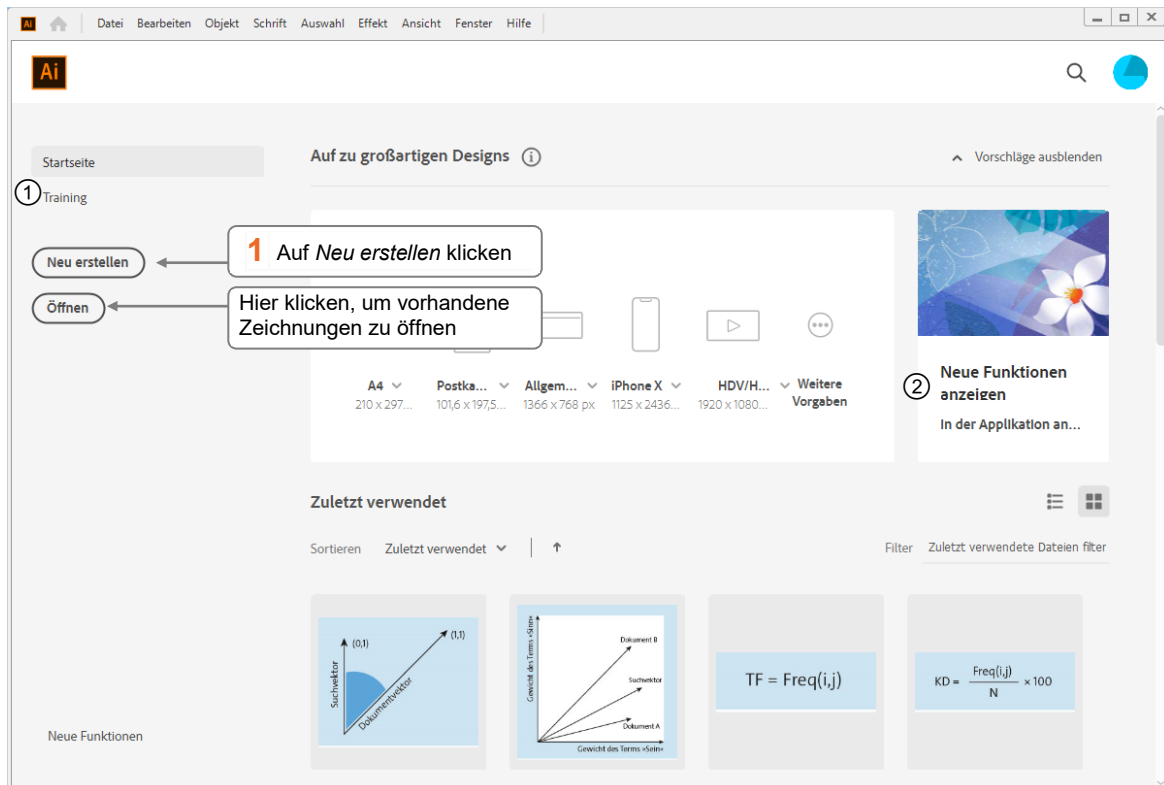 Ai Datei Bearbeiten Objekt Schrift Auswahl Effekt Ansicht Fenster Hilfe
Ai
Startseite
① Training
Neu erstellen
Öffnen
1 Auf Neu erstellen klicken
Hier klicken, um vorhandene
Zeichnungen zu öffnen
Auf zu großartigen Designs
Vorschläge ausblenden
A4 Postka... Allgem... iPhone X HDV/H... Weitere
210 x 297... 101,6 x 197,5... 1366 x 768 px 1125 x 2436... 1920 x 1080... Vorgaben
② Neue Funktionen
anzeigen
In der Applikation an...
Zuletzt verwendet
Sortieren Zuletzt verwendet
Filter Zuletzt verwendete Dateien filter
(0,1)
(1,1)
Suchvektor
Dokumentvektor
Gewicht des Terms »Sinn«
Dokument B
Suchvektor
Dokument A
Gewicht des Terms »Sein«
TF = Freq(i,j)
KD = Freq(i,j)
N
× 100
Neue Funktionen